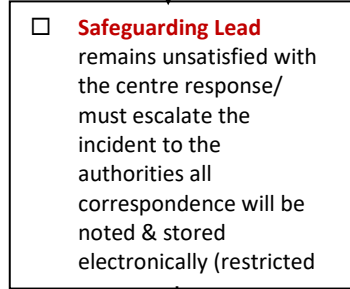 ☐ Safeguarding Lead
remains unsatisfied with
the centre response/
must escalate the
incident to the
authorities all
correspondence will be
noted & stored
electronically (restricted